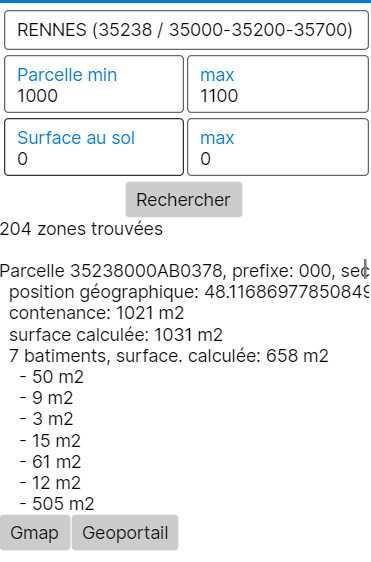 RENNES (35238 / 35000-35200-35700)
Parcelle min max
1000 1100
Surface au sol max
0 0
Rechercher
204 zones trouvées
Parcelle 35238000AB0378, prefixe: 000, sec
position géographique: 48.11686977850849
contenance: 1021 m2
surface calculée: 1031 m2
7 batiments, surface. calculée: 658 m2
- 50 m2
- 9 m2
- 3 m2
- 15 m2
- 61 m2
- 12 m2
- 505 m2
Gmap Geoportail